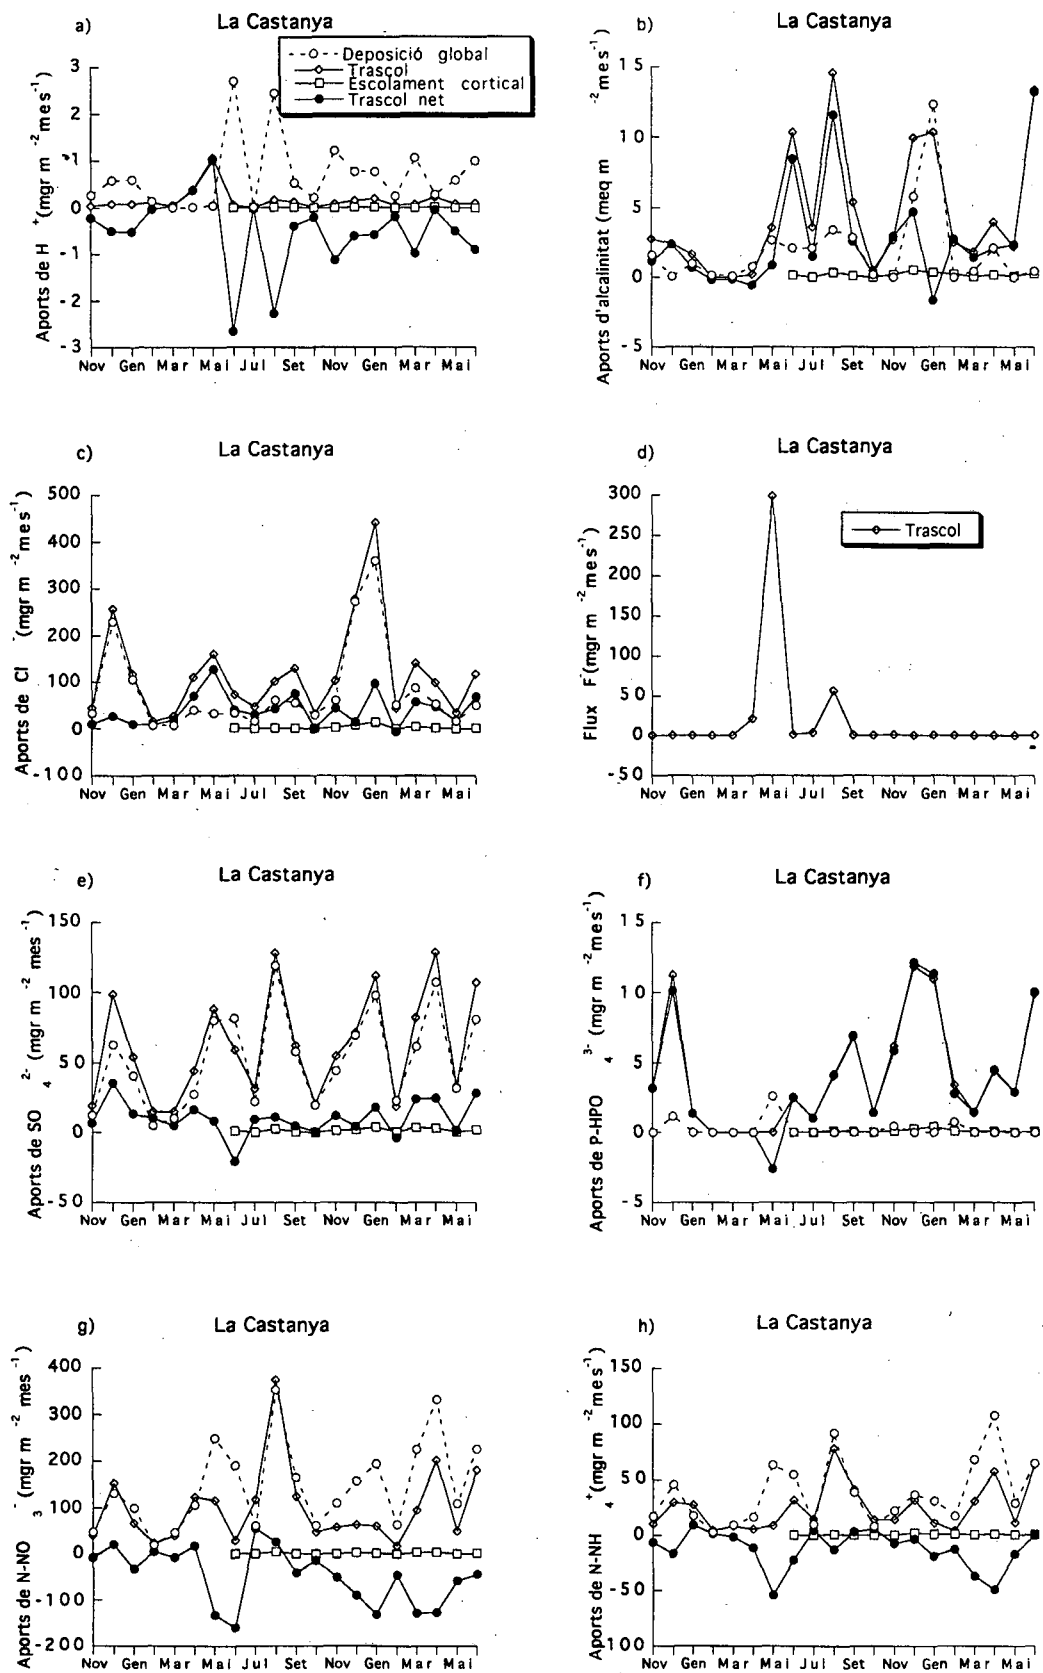 a) La Castanya
Deposició global
Trascol
Escolament cortical
Trascol net
Aports de H +(mgr m -2 mes-1)
3
2
1
0
-1
-2
-3
Nov Gen Mar Mai Jul Set Nov Gen Mar Mai
b) La Castanya
Aports d'alcalinitat (meq m -2 mes-1)
15
10
5
0
-5
Nov Gen Mar Mai Jul Set Nov Gen Mar Mai
c) La Castanya
Aports de Cl -(mgr m -2 mes-1)
500
400
300
200
100
0
-100
Nov Gen Mar Mai Jul Set Nov Gen Mar Mai
d) La Castanya
Trascol
Flux F-(mgr m -2 mes-1)
300
250
200
150
100
50
0
-50
Nov Gen Mar Mai Jul Set Nov Gen Mar Mai
e) La Castanya
Aports de SO 4 2- (mgr m -2 mes -1)
150
100
50
0
-50
Nov Gen Mar Mai Jul Set Nov Gen Mar Mai
f) La Castanya
Aports de P-HPO 4 3- (mgr m -2 mes-1)
15
10
5
0
-5
Nov Gen Mar Mai Jul Set Nov Gen Mar Mai
g) La Castanya
Aports de N-NO 3 - (mgr m -2 mes -1)
400
300
200
100
0
-100
-200
Nov Gen Mar Mai Jul Set Nov Gen Mar Mai
h) La Castanya
Aports de N-NH 4 +(mgr m -2 mes-1)
150
100
50
0
-50
100
Nov Gen Mar Mai Jul Set Nov Gen Mar Mai